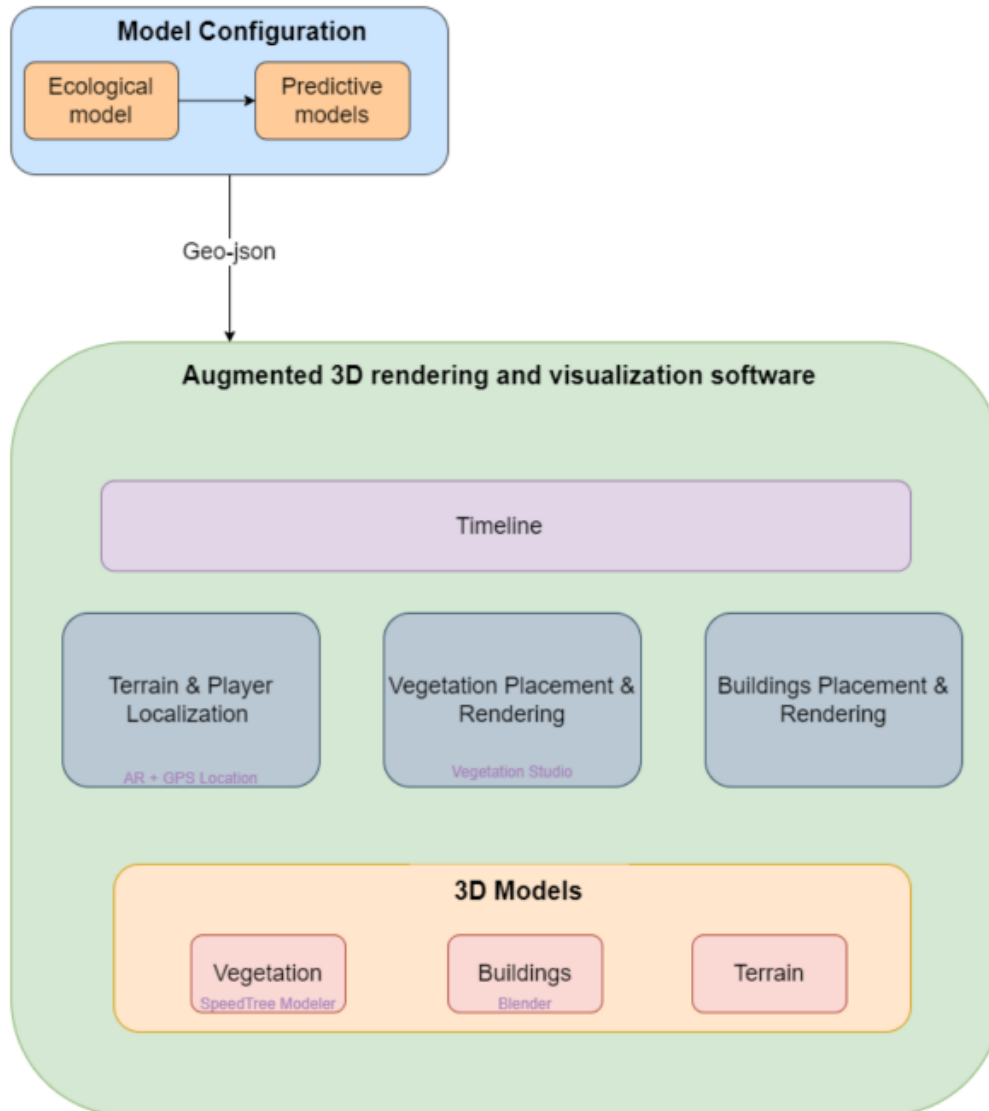 Model Configuration
Ecological
model
Predictive
models
Geo-json
Augmented 3D rendering and visualization software
Timeline
Terrain & Player
Localization
AR + GPS Location
Vegetation Placement &
Rendering
Vegetation Studio
Buildings Placement &
Rendering
3D Models
Vegetation
SpeedTree Modeler
Buildings
Blender
Terrain